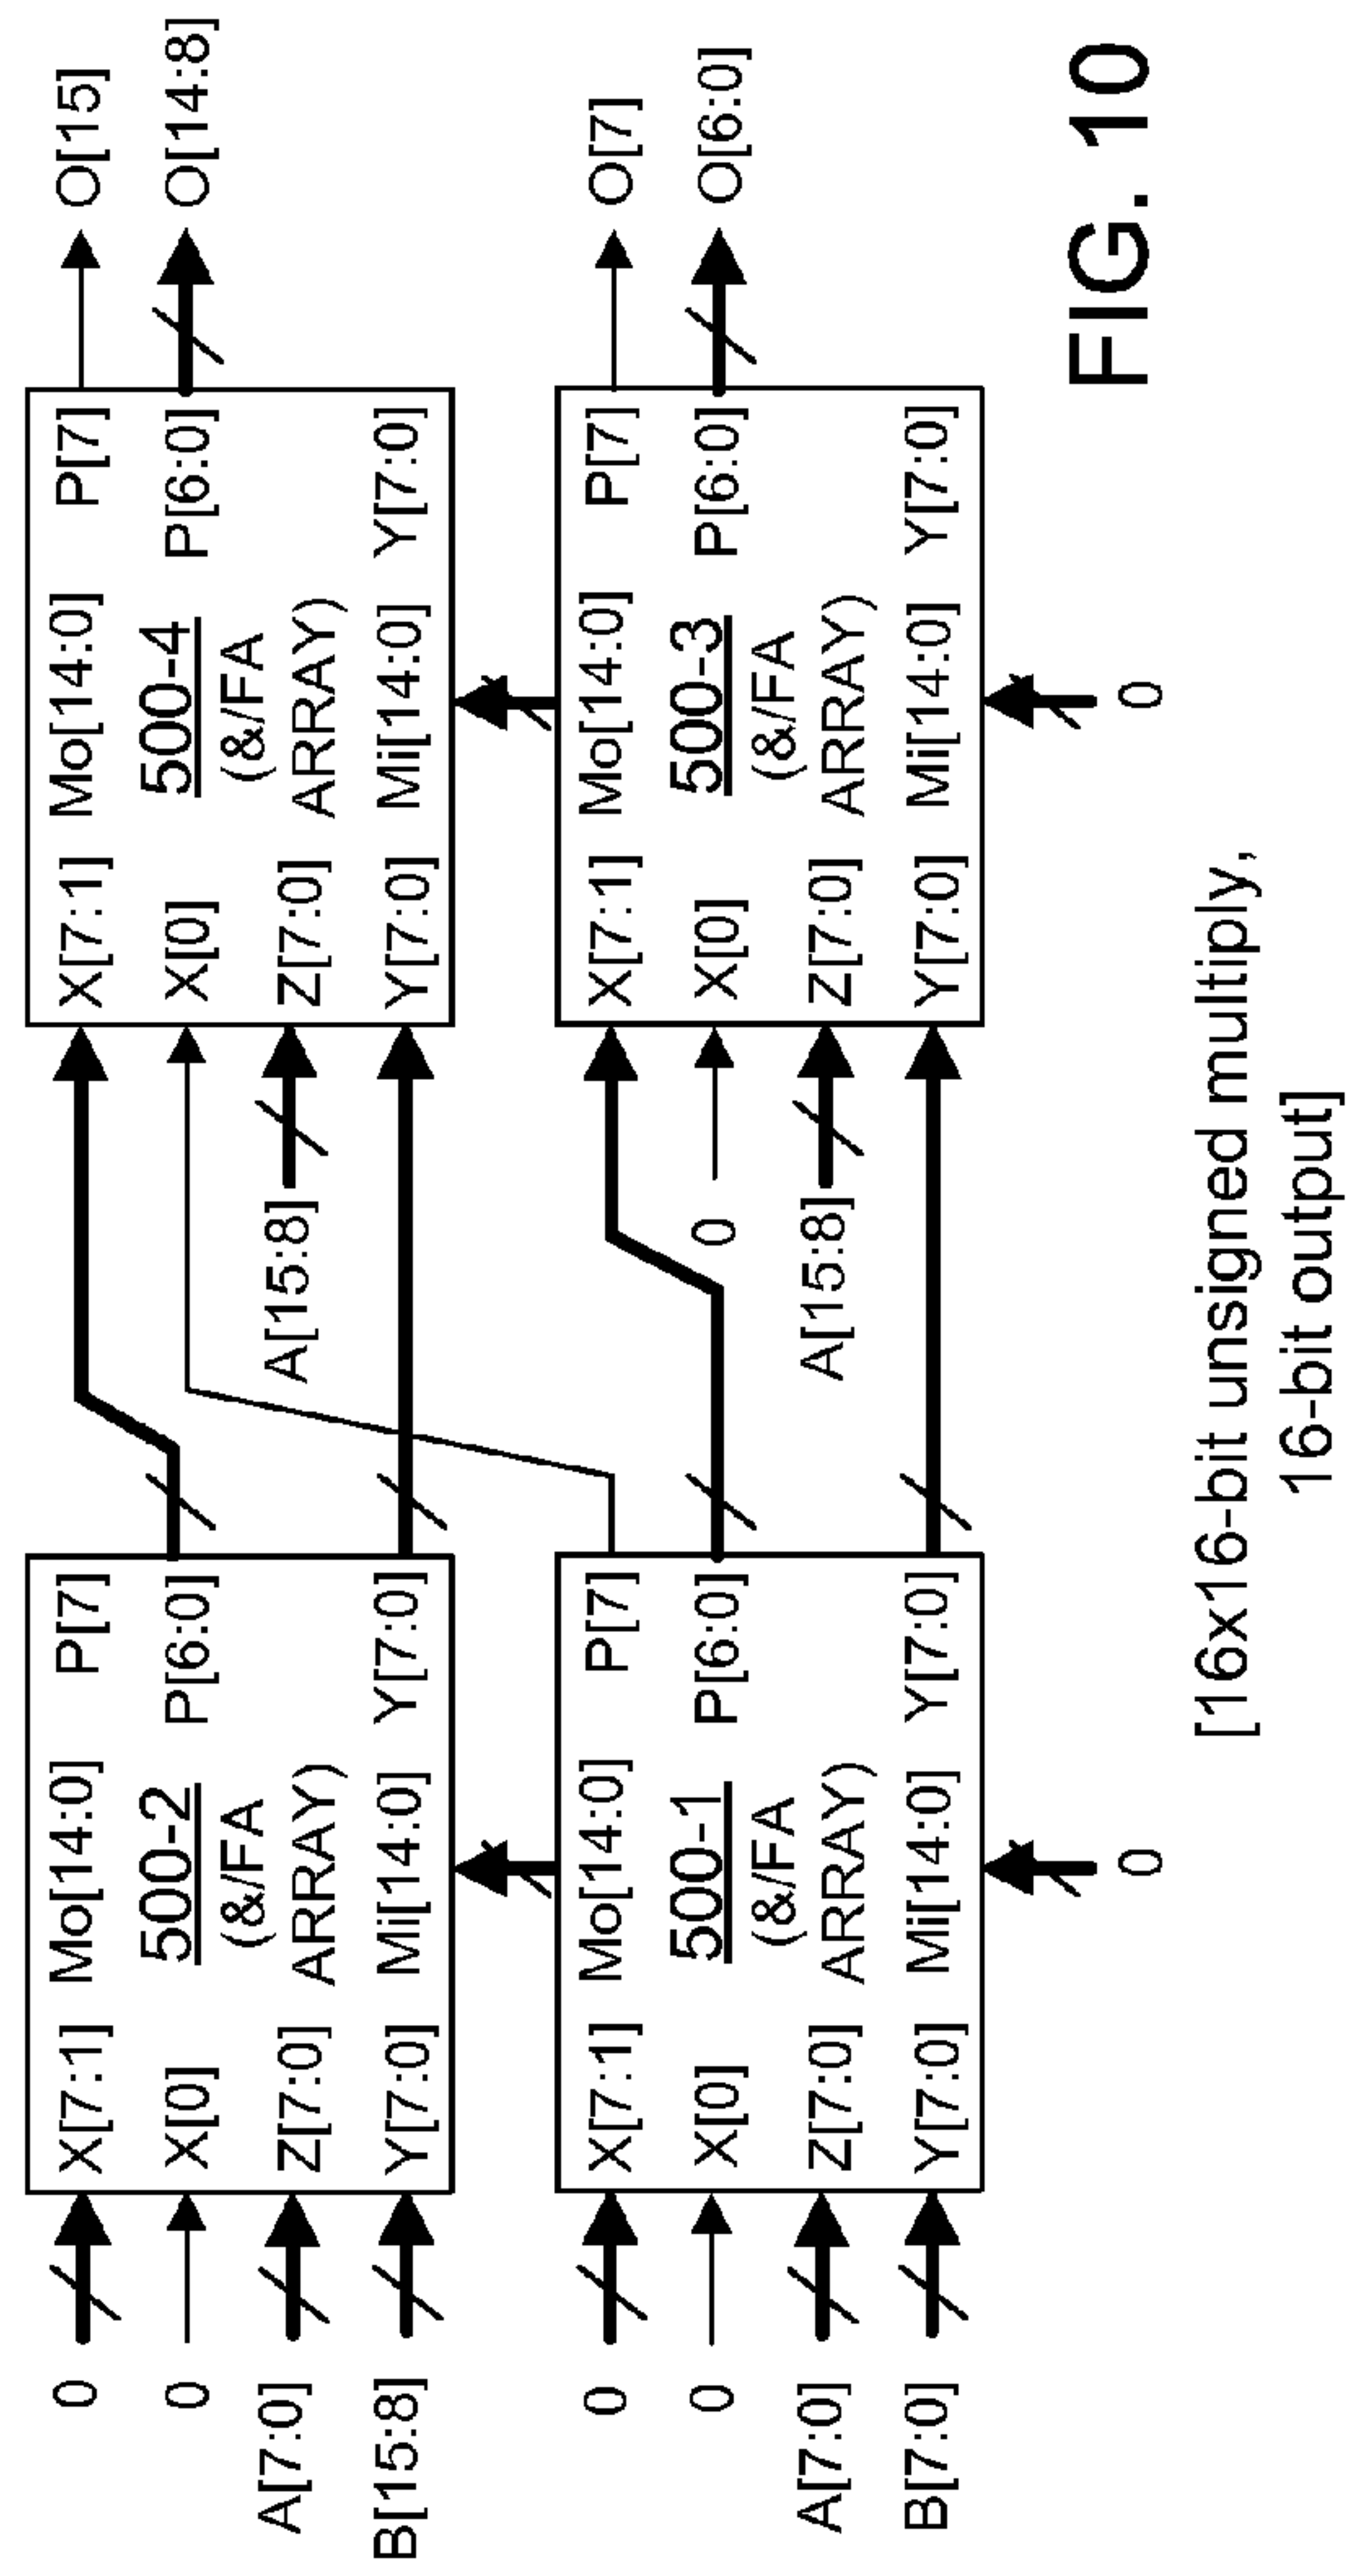 0
0
A[7:0]
B[15:8]
X[7:1] Mo[14:0] P[7]
X[0] 500-2 P[6:0]
(&/FA
Z[7:0] ARRAY)
Y[7:0] Mi[14:0] Y[7:0]
A[15:8]
X[7:1] Mo[14:0] P[7]
X[0] 500-4 P[6:0]
(&/FA
Z[7:0] ARRAY)
Y[7:0] Mi[14:0] Y[7:0]
O[15]
O[14:8]
0
0
A[7:0]
B[7:0]
X[7:1] Mo[14:0] P[7]
X[0] 500-1 P[6:0]
(&/FA
Z[7:0] ARRAY)
Y[7:0] Mi[14:0] Y[7:0]
0
0
A[15:8]
X[7:1] Mo[14:0] P[7]
X[0] 500-3 P[6:0]
(&/FA
Z[7:0] ARRAY)
Y[7:0] Mi[14:0] Y[7:0]
0
O[7]
O[6:0]
[16x16-bit unsigned multiply,
16-bit output]
FIG. 10